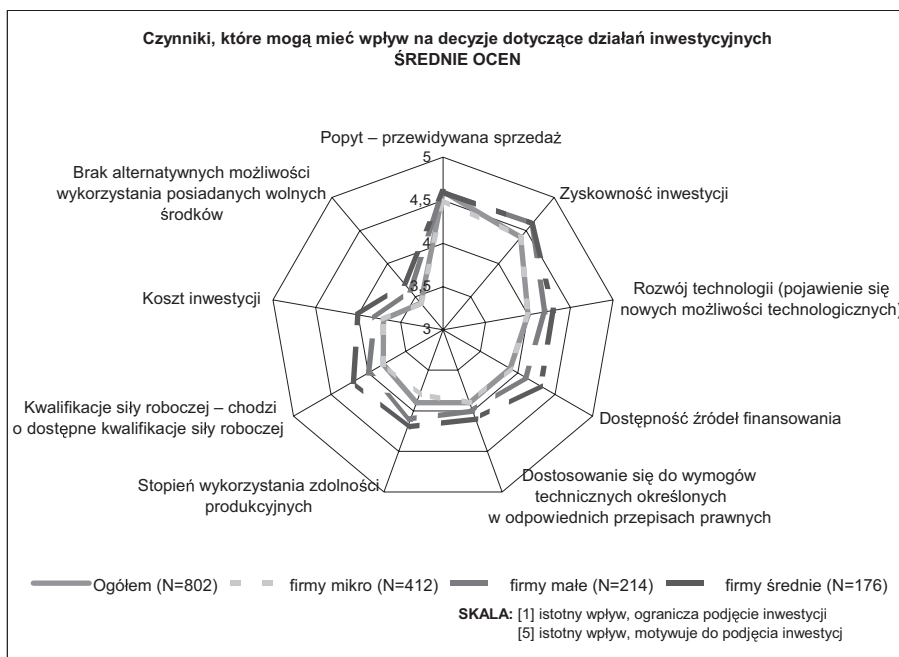 Czynniki, które mogą mieć wpływ na decyzje dotyczące działań inwestycyjnych
ŚREDNIE OCEN
Popyt – przewidywana sprzedaż
5
Brak alternatywnych możliwości
wykorzystania posiadanych wolnych
środków
4,5
Zyskowność inwestycji
4
Koszt inwestycji
3,5
Rozwój technologii (pojawienie się
nowych możliwości technologicznych)
3
Kwalifikacje siły roboczej – chodzi
o dostępne kwalifikacje siły roboczej
Dostępność źródeł finansowania
Stopień wykorzystania zdolności
produkcyjnych
Dostosowanie się do wymogów
technicznych określonych
w odpowiednich przepisach prawnych
Ogółem (N=802) firmy mikro (N=412) firmy małe (N=214) firmy średnie (N=176)
SKALA: [1] istotny wpływ, ogranicza podjęcie inwestycji
[5] istotny wpływ, motywuje do podjęcia inwestycj